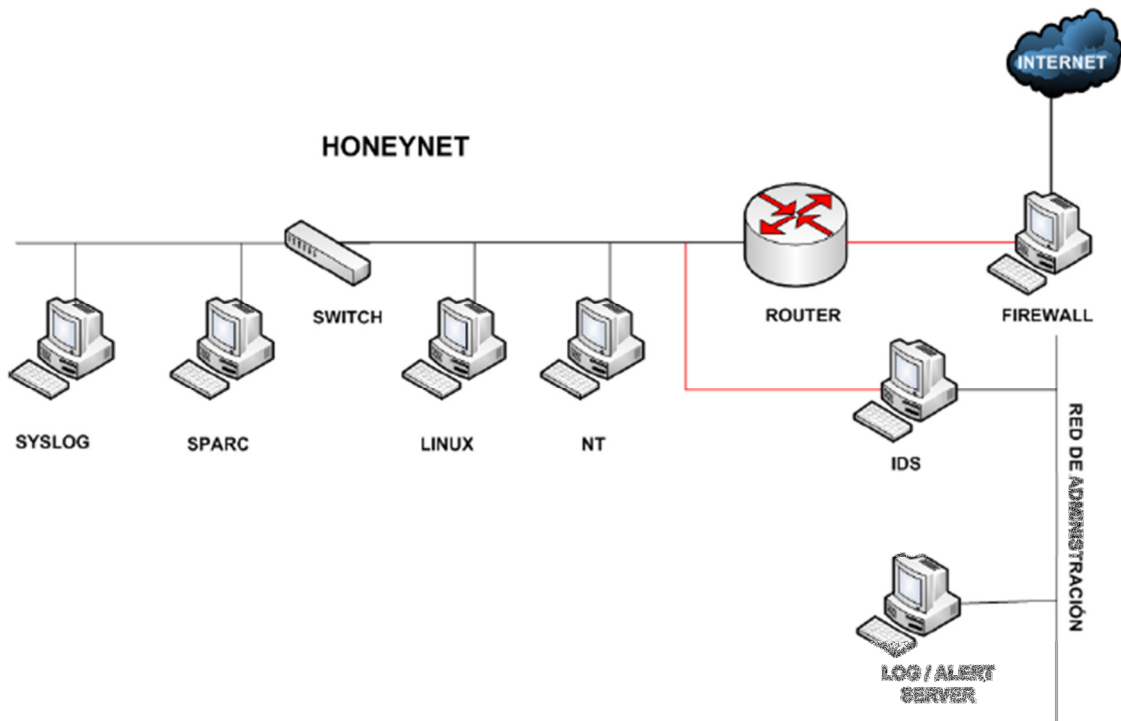 INTERNET
HONEYNET
SWITCH
ROUTER
FIREWALL
SYSLOG
SPARC
LINUX
NT
IDS
RED DE ADMINISTRACIÓN
LOG / ALERT
SERVER